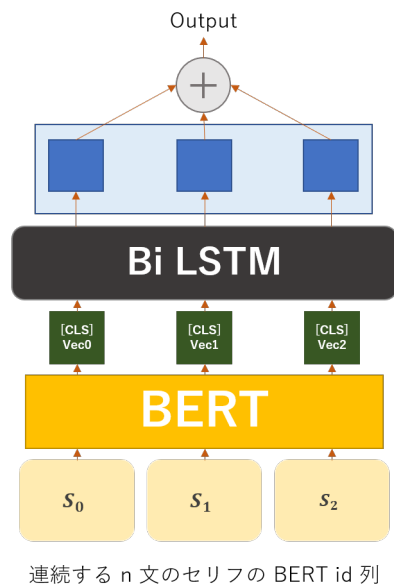 Output
+
Bi LSTM
[CLS] Vec0
[CLS] Vec1
[CLS] Vec2
BERT
S₀
S₁
S₂
連続する n 文のセリフの BERT id 列